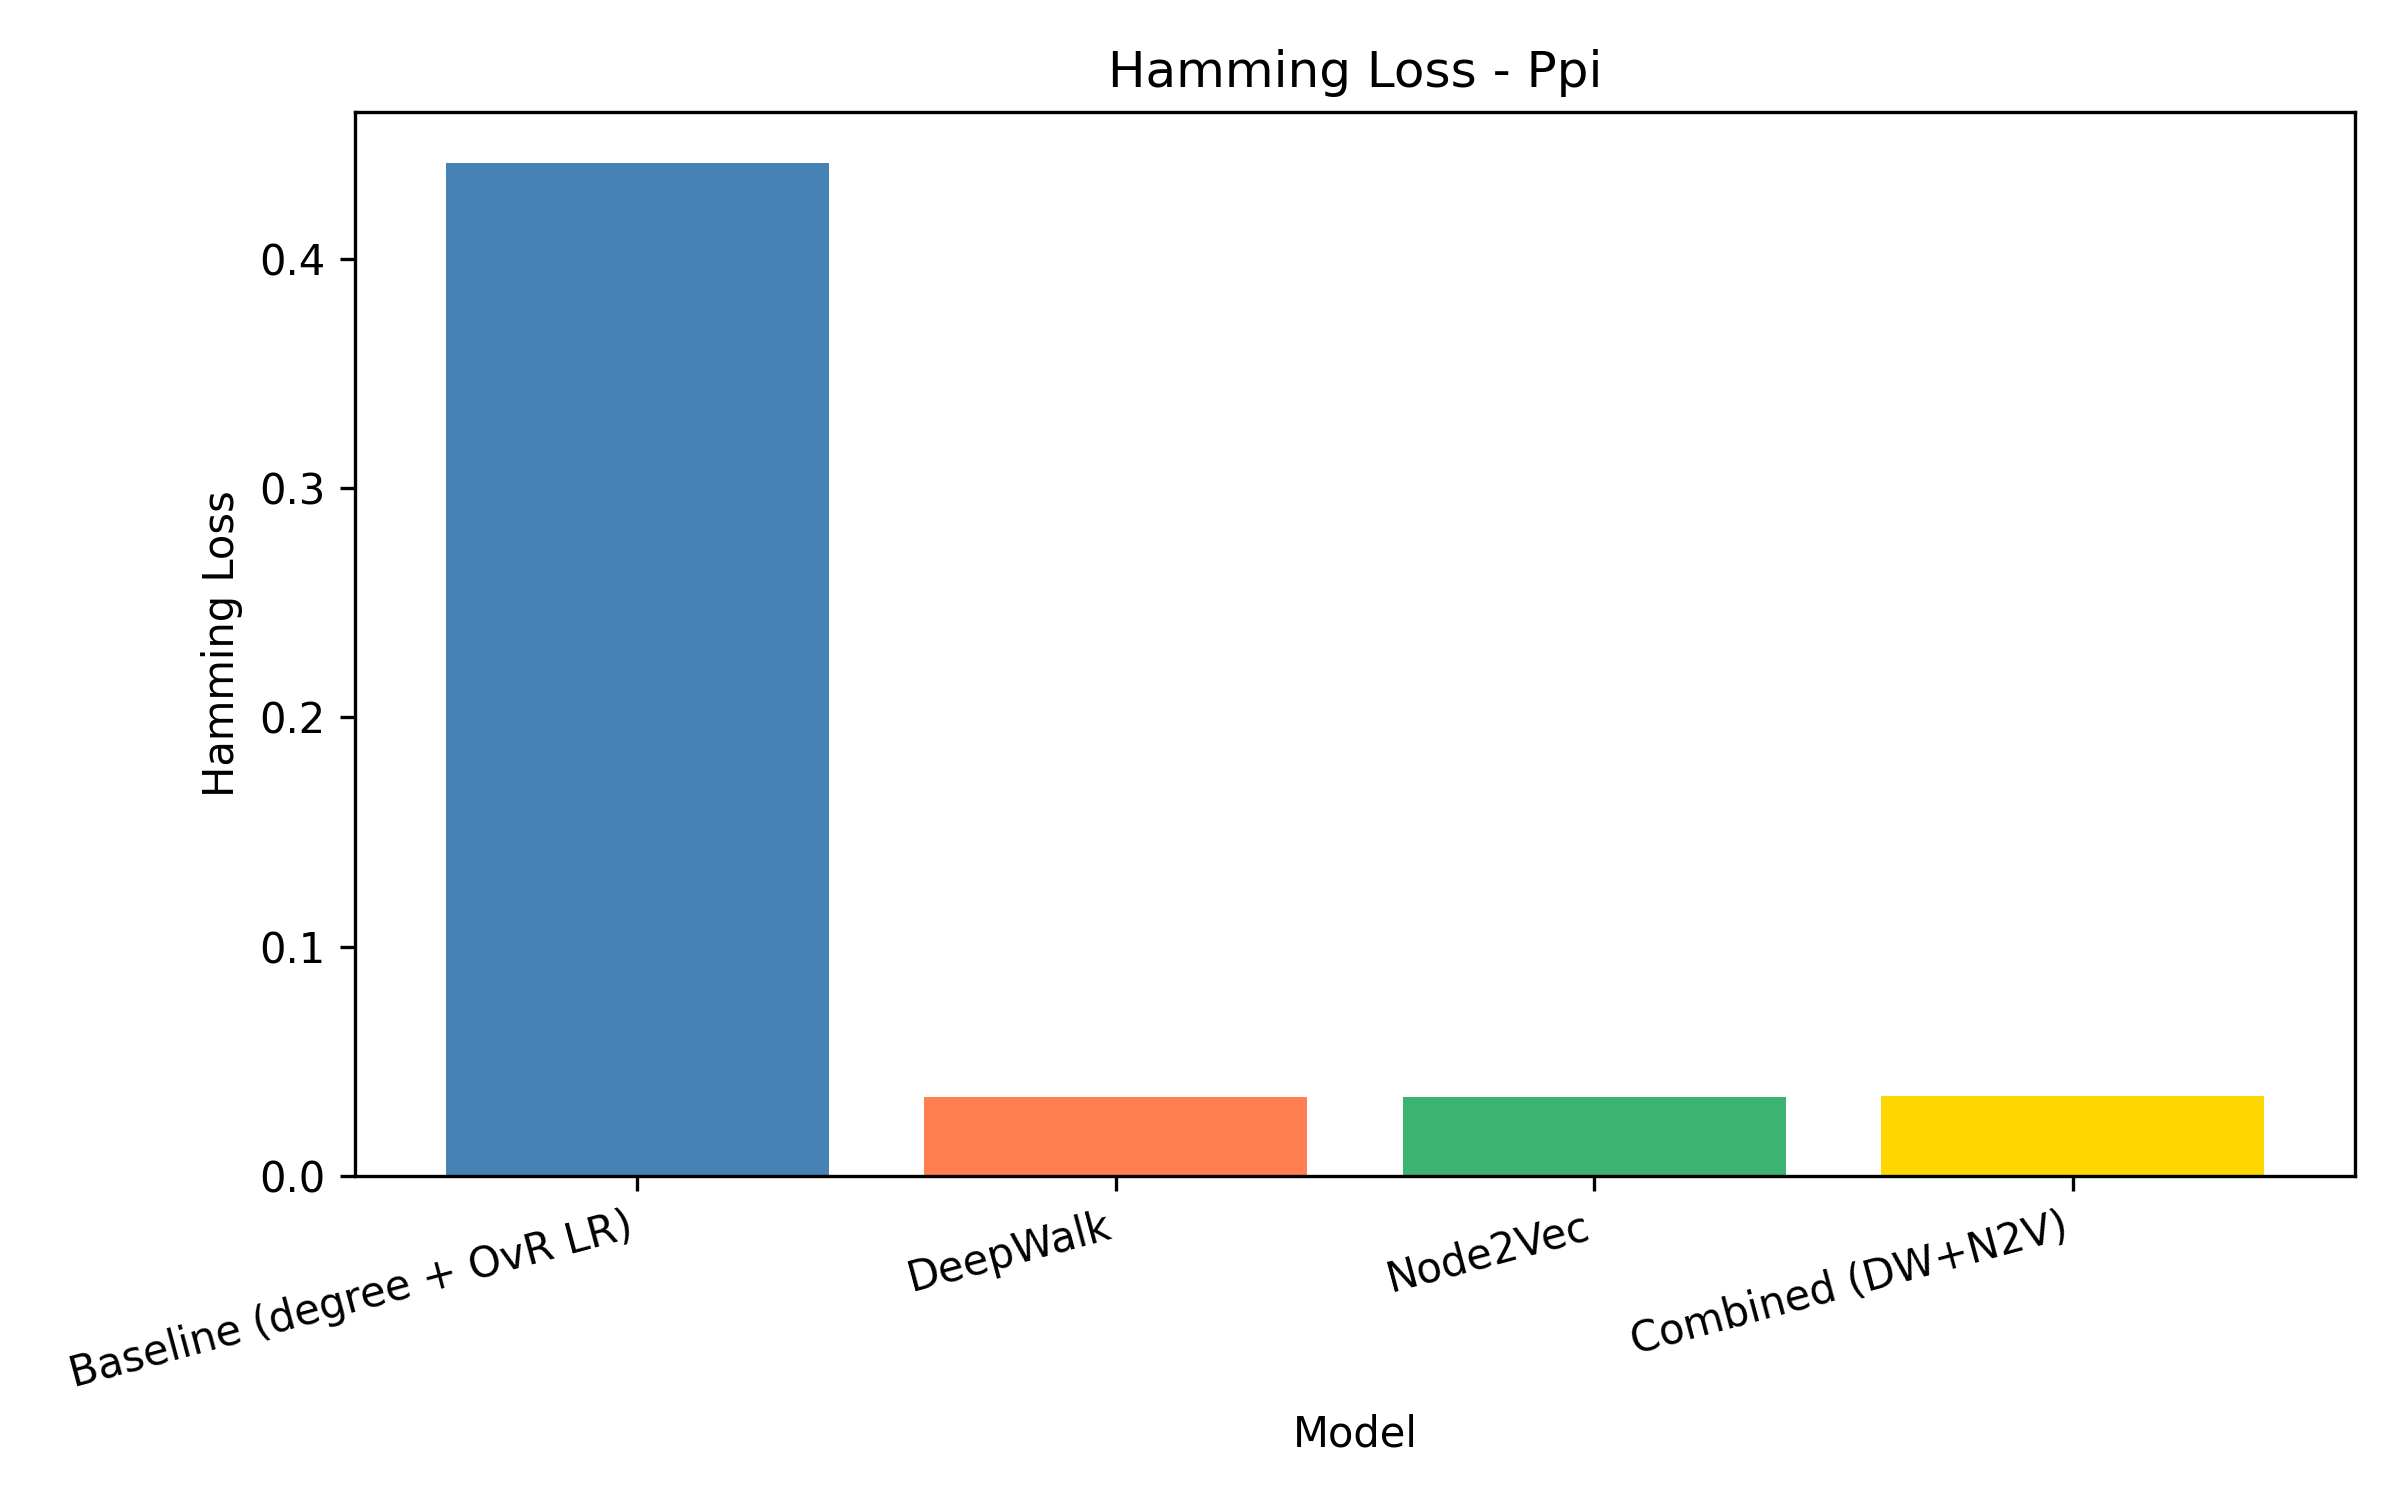 Hamming Loss - Ppi
Hamming Loss
0.4
0.3
0.2
0.1
0.0
Baseline (degree + OvR LR)
DeepWalk
Node2Vec
Combined (DW+N2V)
Model